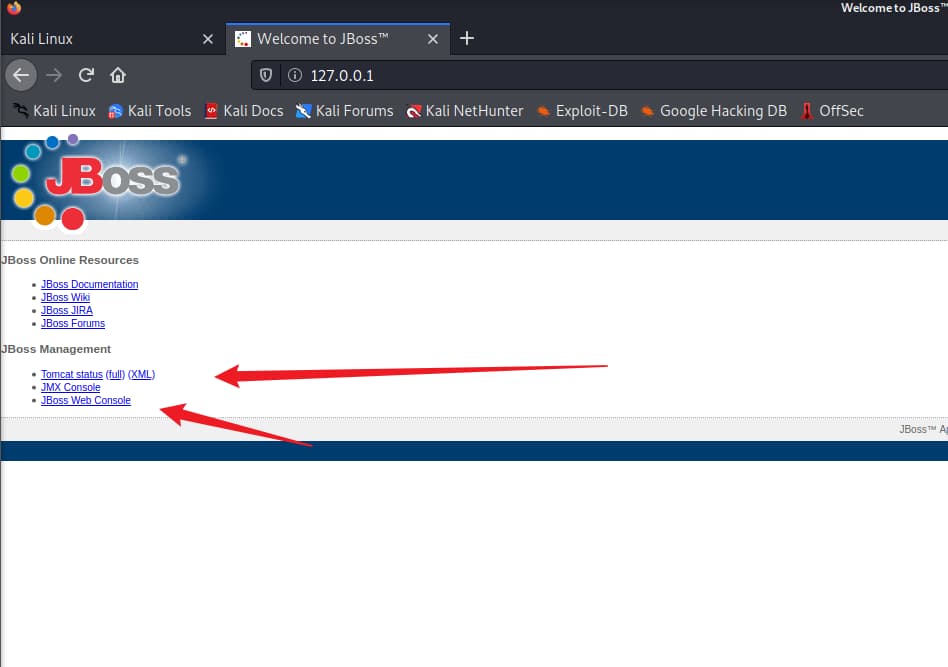 Welcome to JBoss™
Kali Linux
Welcome to JBoss™
127.0.0.1
Kali Linux
Kali Tools
Kali Docs
Kali Forums
Kali NetHunter
Exploit-DB
Google Hacking DB
OffSec
JBoss®
JBoss Online Resources
JBoss Documentation
JBoss Wiki
JBoss JIRA
JBoss Forums
JBoss Management
Tomcat status (full) (XML)
JMX Console
JBoss Web Console
JBoss™ Ap